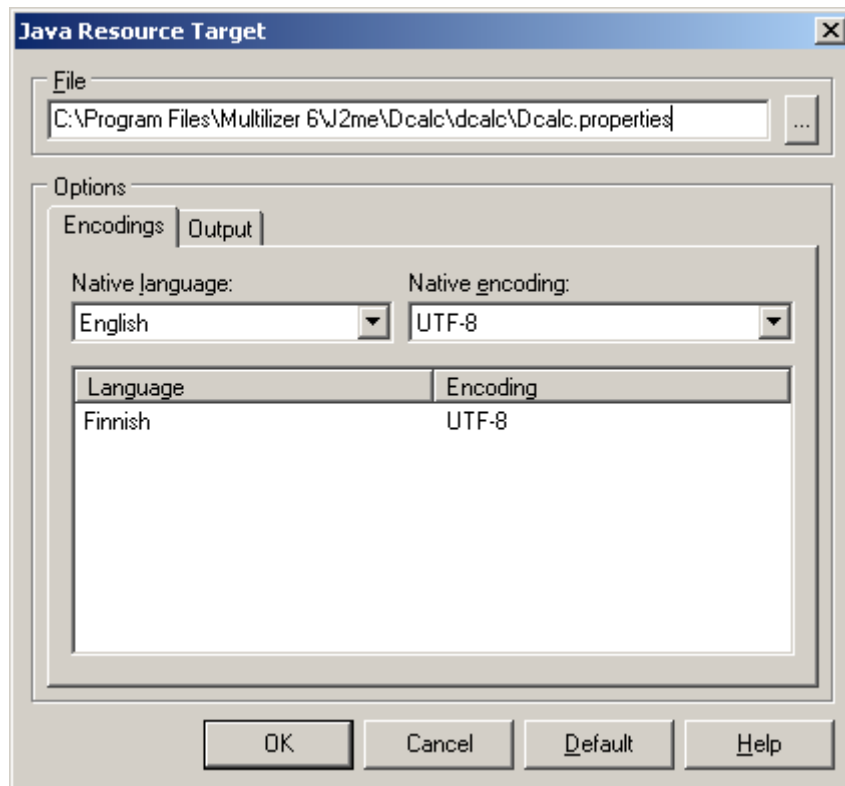 Java Resource Target
File
C:\Program Files\Multilizer 6\J2me\Dcalc\dcalc\Dcalc.properties
...
Options
Encodings Output
Native language: Native encoding:
English UTF-8
Language Encoding
Finnish UTF-8
OK Cancel Default Help